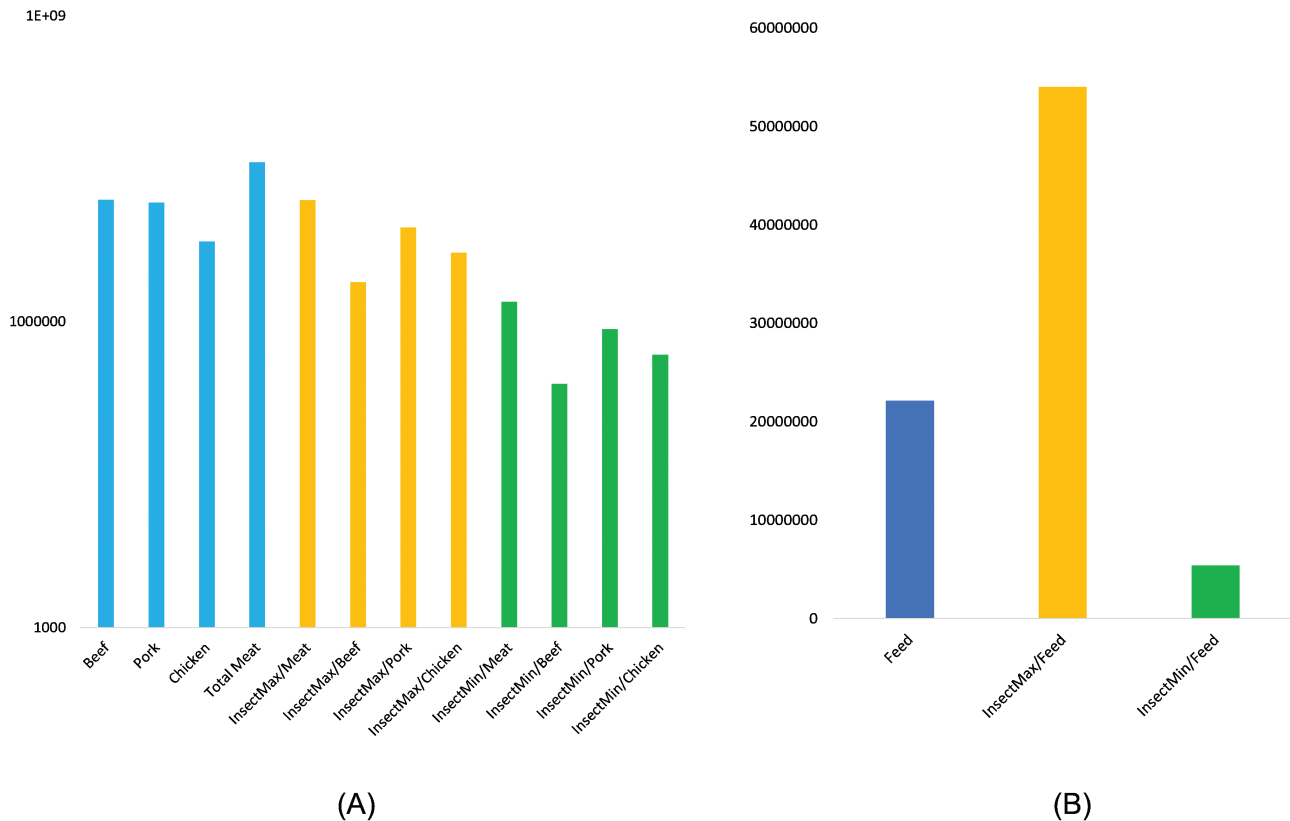 1E+09
1000000
1000
Beef
Pork
Chicken
Total Meat
InsectMax/Meat
InsectMax/Beef
InsectMax/Pork
InsectMax/Chicken
InsectMin/Meat
InsectMin/Beef
InsectMin/Pork
InsectMin/Chicken
(A)
60000000
50000000
40000000
30000000
20000000
10000000
0
Feed
InsectMax/Feed
InsectMin/Feed
(B)